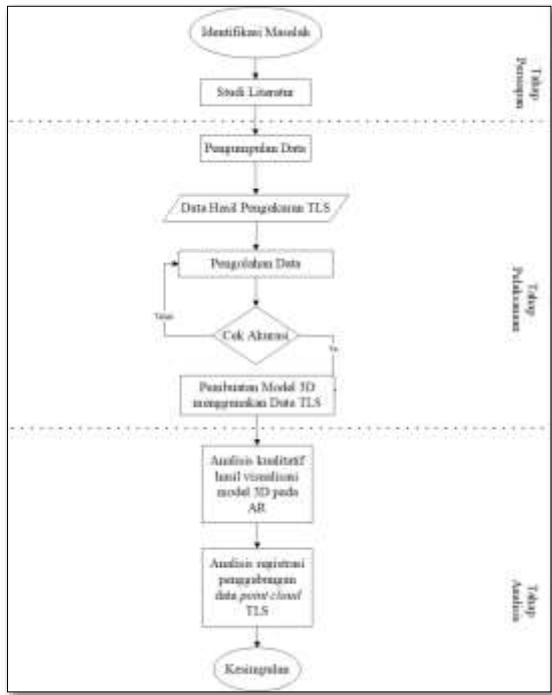 Identifikasi Masalah
Tahap
Persiapan
Studi Literatur
Pengumpulan Data
Data Hasil Pengukuran TLS
Pengolahan Data
Tahap
Pelaksanaan
Cek Akurasi
Tidak
Ya
Pembuatan Model 3D
menggunakan Data TLS
Analisis kualitatif
hasil visualisasi
model 3D pada
AR
Analisis registrasi
penggabungan
data point cloud
TLS
Tahap
Analisis
Kesimpulan